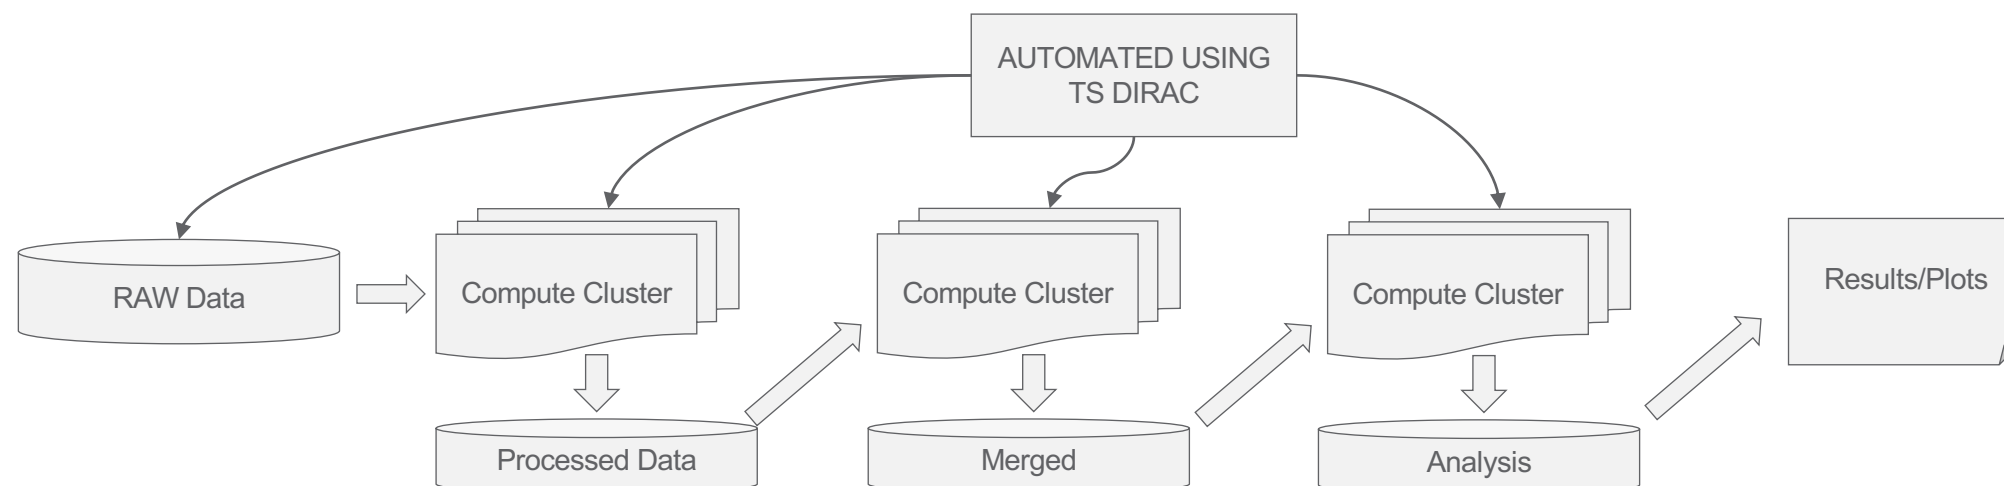 AUTOMATED USING
TS DIRAC
RAW Data
Compute Cluster
Compute Cluster
Compute Cluster
Results/Plots
Processed Data
Merged
Analysis